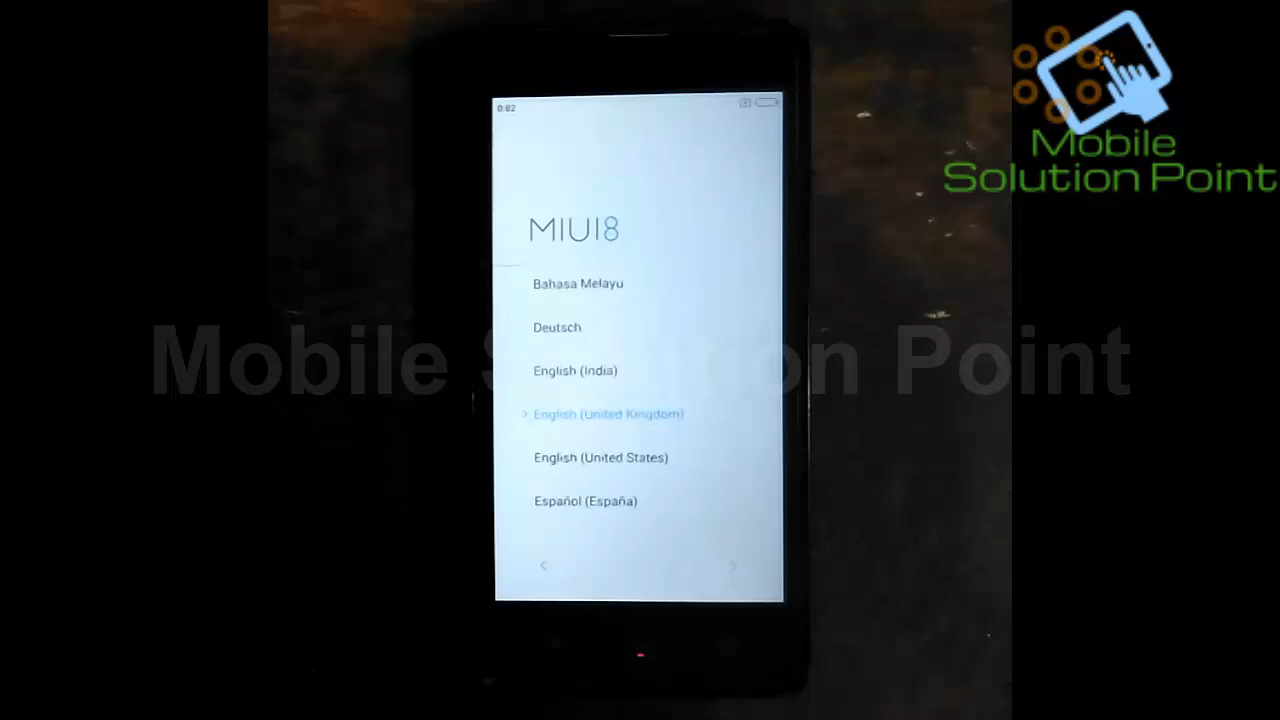 0:02
MIUI8
Bahasa Melayu
Deutsch
English (India)
English (United Kingdom)
English (United States)
Español (España)
Mobile
Solution Point
Mobile Solution Point